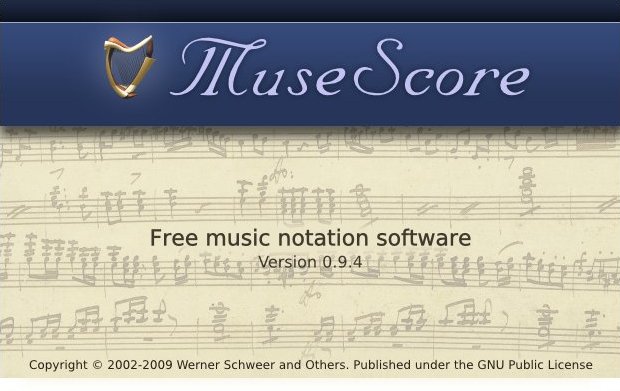 MuseScore
Free music notation software
Version 0.9.4
Copyright © 2002-2009 Werner Schweer and Others. Published under the GNU Public License